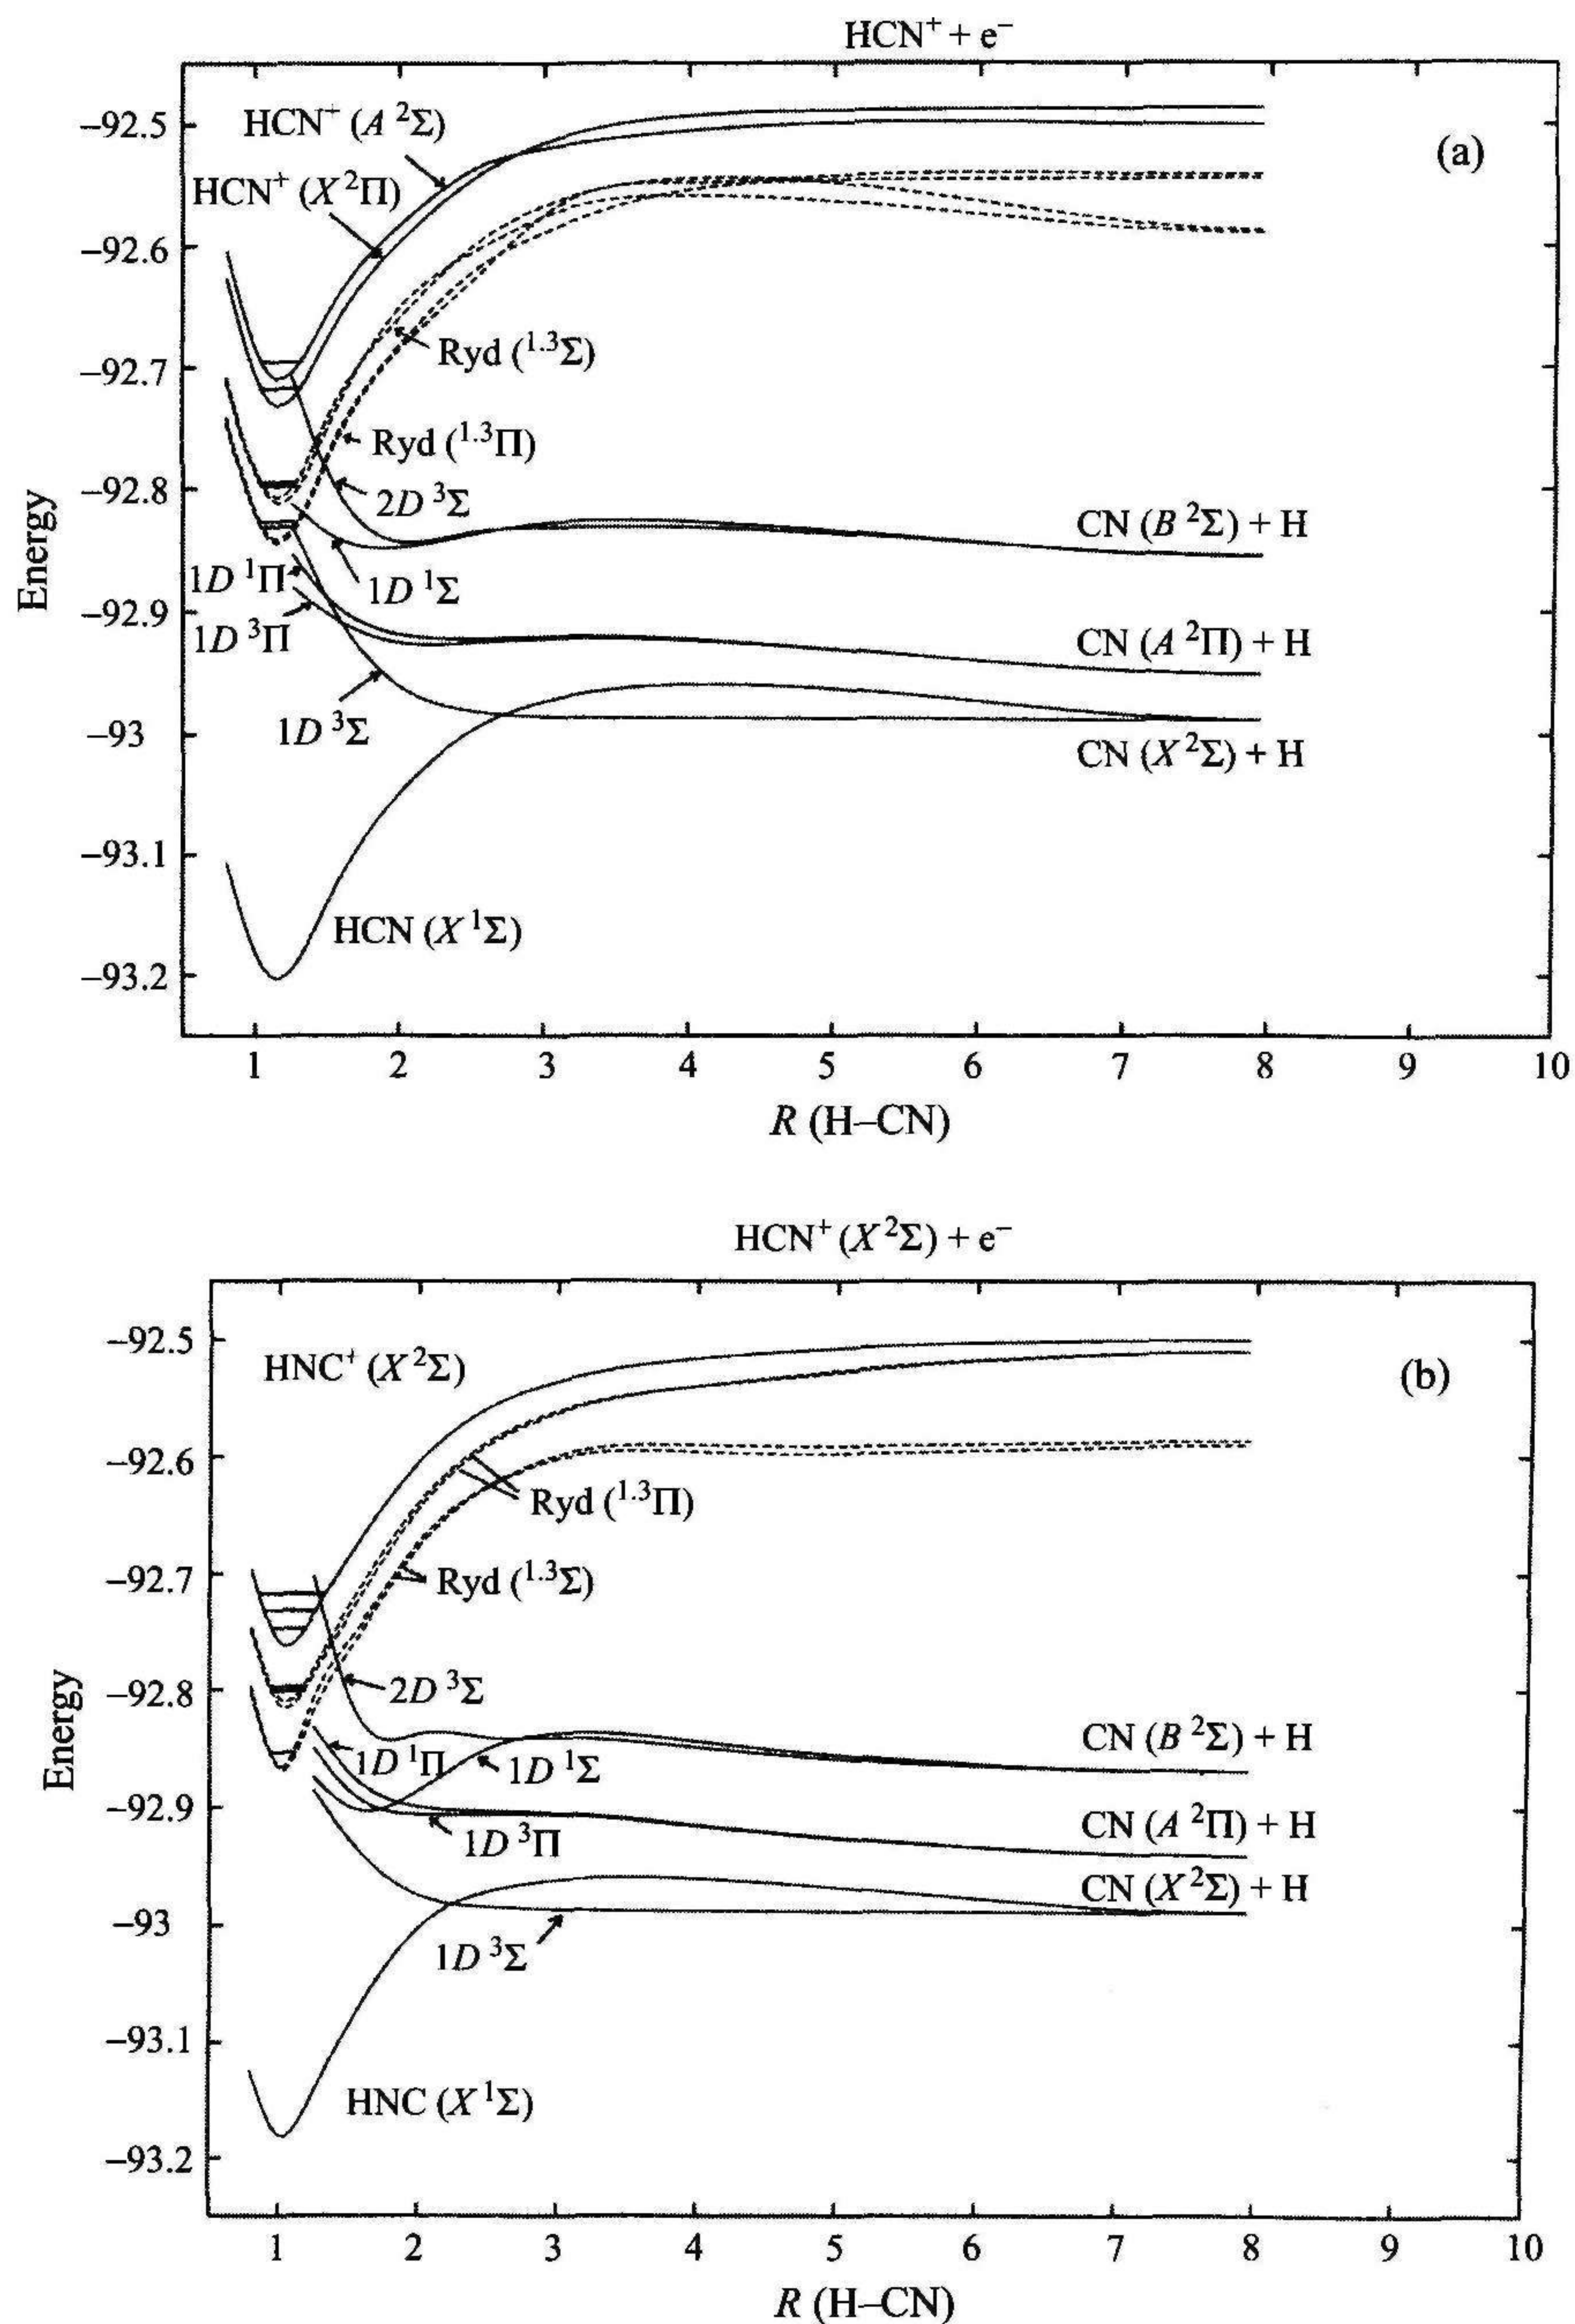 HCN⁺ + e⁻
(a)
HCN⁺ (A ²Σ)
HCN⁺ (X ²Π)
Ryd (¹·³Σ)
Ryd (¹·³Π)
2D ³Σ
1D ¹Π
1D ¹Σ
1D ³Π
1D ³Σ
CN (B ²Σ) + H
CN (A ²Π) + H
CN (X ²Σ) + H
HCN (X ¹Σ)
Energy
–92.5
–92.6
–92.7
–92.8
–92.9
–93
–93.1
–93.2
1 2 3 4 5 6 7 8 9 10
R (H–CN)
HCN⁺ (X ²Σ) + e⁻
(b)
HNC⁺ (X ²Σ)
Ryd (¹·³Π)
Ryd (¹·³Σ)
2D ³Σ
1D ¹Π
1D ¹Σ
1D ³Π
1D ³Σ
CN (B ²Σ) + H
CN (A ²Π) + H
CN (X ²Σ) + H
HNC (X ¹Σ)
Energy
–92.5
–92.6
–92.7
–92.8
–92.9
–93
–93.1
–93.2
1 2 3 4 5 6 7 8 9 10
R (H–CN)